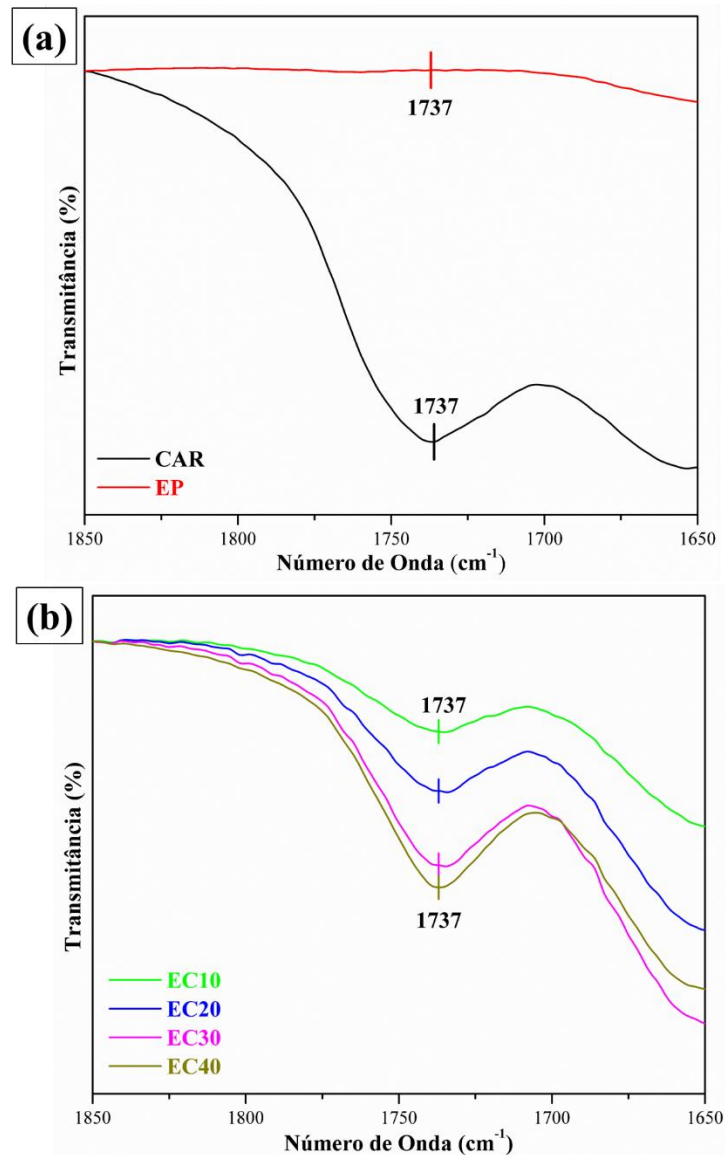 (a)
1737
1737
Transmitância (%)
CAR
EP
1850 1800 1750 1700 1650
Número de Onda (cm⁻¹)
(b)
1737
1737
Transmitância (%)
EC10
EC20
EC30
EC40
1850 1800 1750 1700 1650
Número de Onda (cm⁻¹)